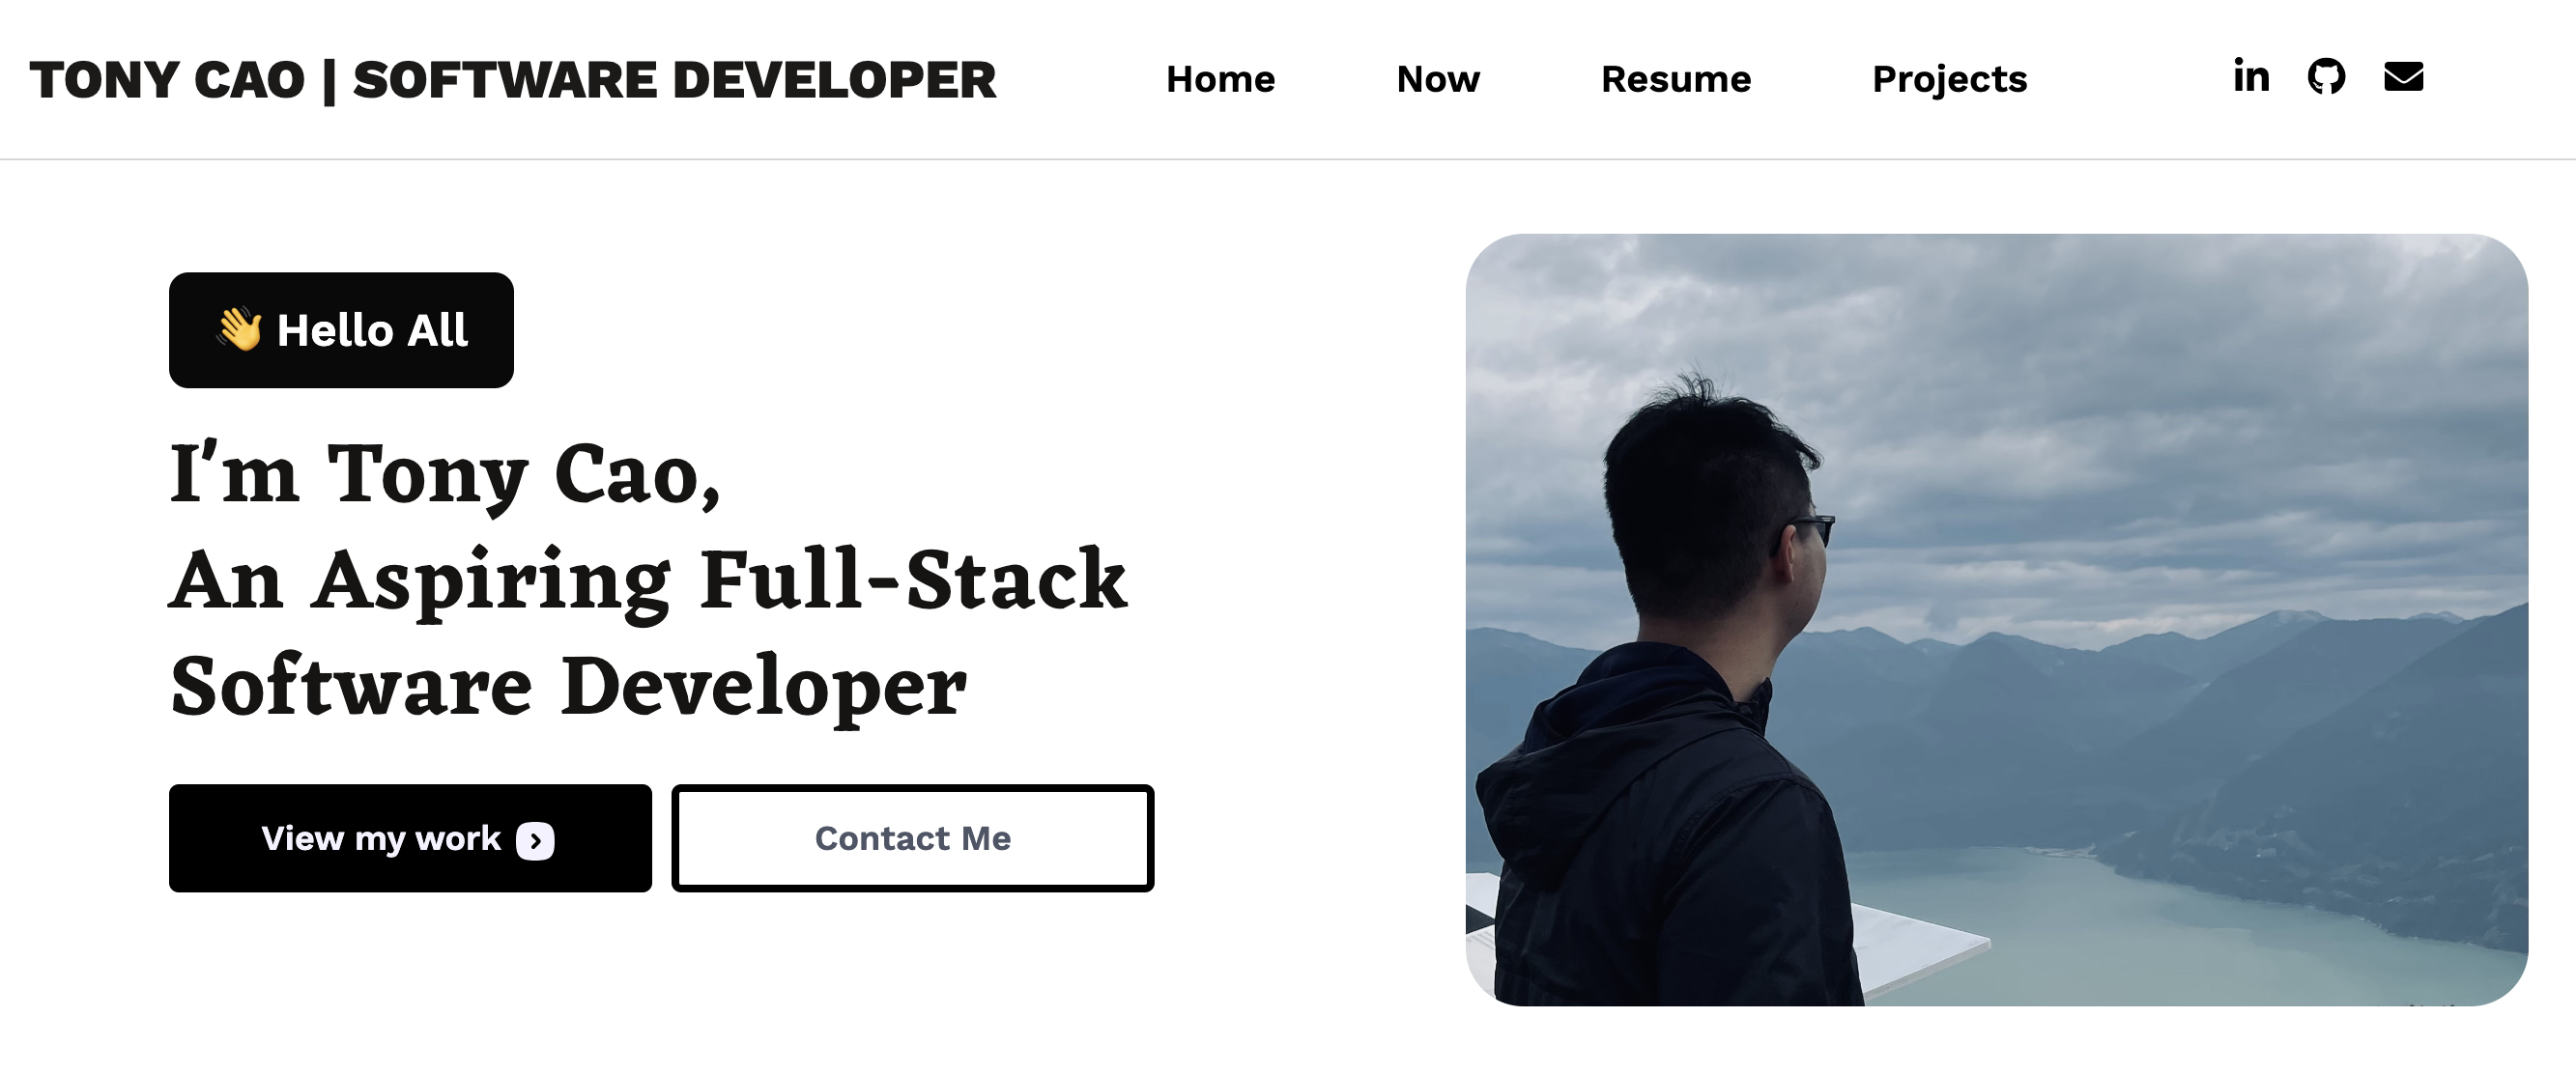 TONY CAO | SOFTWARE DEVELOPER
Home
Now
Resume
Projects
in
👋 Hello All
I'm Tony Cao,
An Aspiring Full-Stack
Software Developer
View my work
Contact Me